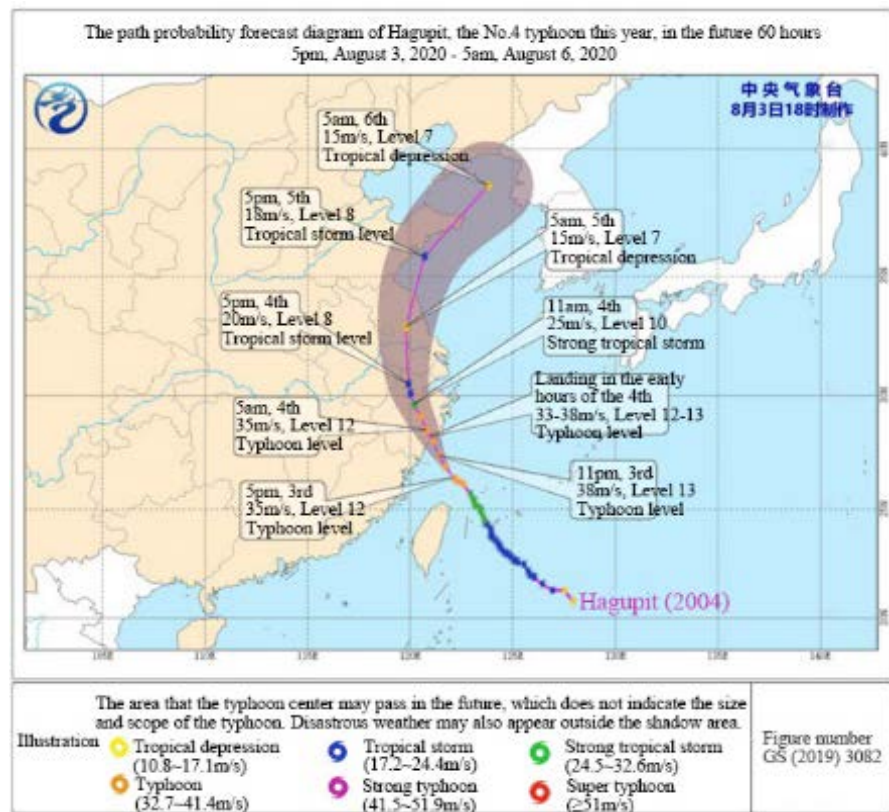 The path probability forecast diagram of Hagupit, the No.4 typhoon this year, in the future 60 hours
5pm, August 3, 2020 - 5am, August 6, 2020
中央气象台
8月3日18时制作
5am, 6th
15m/s, Level 7
Tropical depression
5pm, 5th
18m/s, Level 8
Tropical storm level
5am, 5th
15m/s, Level 7
Tropical depression
5pm, 4th
20m/s, Level 8
Tropical storm level
11am, 4th
25m/s, Level 10
Strong tropical storm
Landing in the early
hours of the 4th
33-38m/s, Level 12-13
Typhoon level
5am, 4th
35m/s, Level 12
Typhoon level
11pm, 3rd
38m/s, Level 13
Typhoon level
5pm, 3rd
35m/s, Level 12
Typhoon level
Hagupit (2004)
105E
110E
120E
125E
130E
135E
140E
The area that the typhoon center may pass in the future, which does not indicate the size
and scope of the typhoon. Disastrous weather may also appear outside the shadow area.
Illustration
Tropical depression
(10.8~17.1m/s)
Tropical storm
(17.2~24.4m/s)
Strong tropical storm
(24.5~32.6m/s)
Typhoon
(32.7~41.4m/s)
Strong typhoon
(41.5~51.9m/s)
Super typhoon
(≥51m/s)
Figure number
GS (2019) 3082